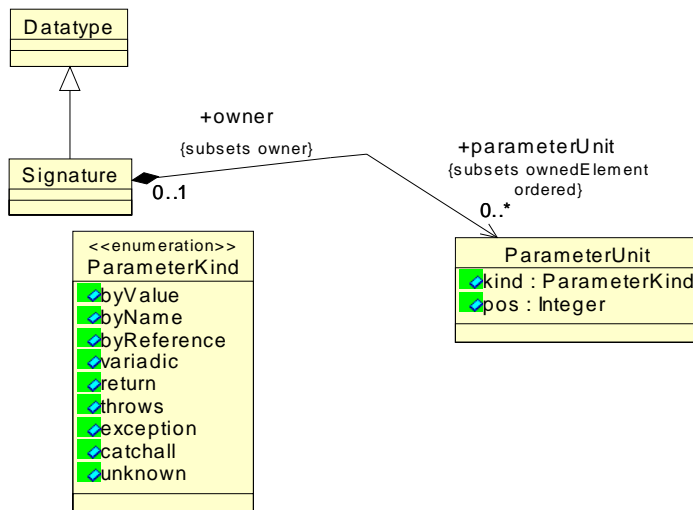 Datatype
+owner
{subsets owner}
+parameterUnit
{subsets ownedElement
ordered}
Signature
0..1
0..*
<<enumeration>>
ParameterKind
byValue
byName
byReference
variadic
return
throws
exception
catchall
unknown
ParameterUnit
kind : ParameterKind
pos : Integer